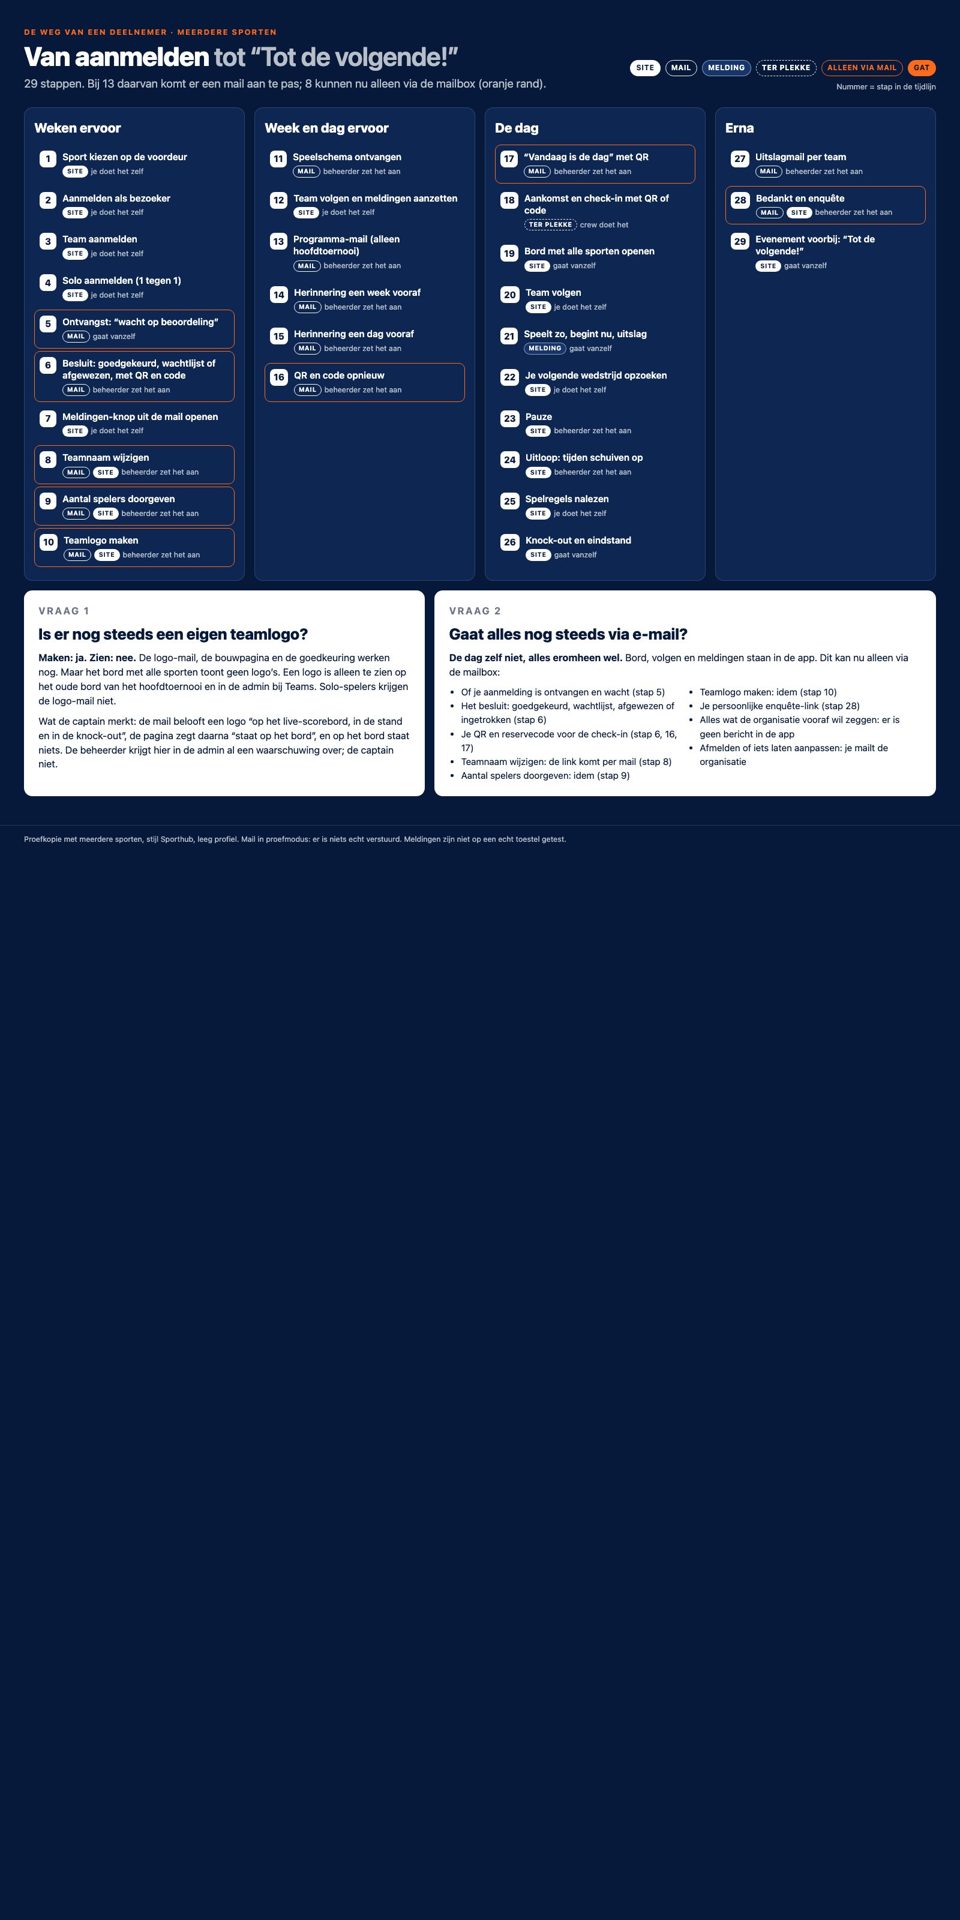 DE WEG VAN EEN DEELNEMER · MEERDERE SPORTEN
Van aanmelden tot “Tot de volgende!”
29 stappen. Bij 13 daarvan komt er een mail aan te pas; 8 kunnen nu alleen via de mailbox (oranje rand).
SITE MAIL MELDING TER PLEKKE ALLEEN VIA MAIL GAT
Nummer = stap in de tijdlijn
Weken ervoor
1 Sport kiezen op de voordeur
SITE je doet het zelf
2 Aanmelden als bezoeker
SITE je doet het zelf
3 Team aanmelden
SITE je doet het zelf
4 Solo aanmelden (1 tegen 1)
SITE je doet het zelf
5 Ontvangst: “wacht op beoordeling”
MAIL gaat vanzelf
6 Besluit: goedgekeurd, wachtlijst of
afgewezen, met QR en code
MAIL beheerder zet het aan
7 Meldingen-knop uit de mail openen
SITE je doet het zelf
8 Teamnaam wijzigen
MAIL SITE beheerder zet het aan
9 Aantal spelers doorgeven
MAIL SITE beheerder zet het aan
10 Teamlogo maken
MAIL SITE beheerder zet het aan
Week en dag ervoor
11 Speelschema ontvangen
MAIL beheerder zet het aan
12 Team volgen en meldingen aanzetten
SITE je doet het zelf
13 Programma-mail (alleen
hoofdtoernooi)
MAIL beheerder zet het aan
14 Herinnering een week vooraf
MAIL beheerder zet het aan
15 Herinnering een dag vooraf
MAIL beheerder zet het aan
16 QR en code opnieuw
MAIL beheerder zet het aan
De dag
17 “Vandaag is de dag” met QR
MAIL beheerder zet het aan
18 Aankomst en check-in met QR of
code
TER PLEKKE crew doet het
19 Bord met alle sporten openen
SITE gaat vanzelf
20 Team volgen
SITE je doet het zelf
21 Speelt zo, begint nu, uitslag
MELDING gaat vanzelf
22 Je volgende wedstrijd opzoeken
SITE je doet het zelf
23 Pauze
SITE beheerder zet het aan
24 Uitloop: tijden schuiven op
SITE beheerder zet het aan
25 Spelregels nalezen
SITE je doet het zelf
26 Knock-out en eindstand
SITE gaat vanzelf
Erna
27 Uitslagmail per team
MAIL beheerder zet het aan
28 Bedankt en enquête
MAIL SITE beheerder zet het aan
29 Evenement voorbij: “Tot de
volgende!”
SITE gaat vanzelf
VRAAG 1
Is er nog steeds een eigen teamlogo?
Maken: ja. Zien: nee. De logo-mail, de bouwpagina en de goedkeuring werken
nog. Maar het bord met alle sporten toont geen logo’s. Een logo is alleen te zien op
het oude bord van het hoofdtoernooi en in de admin bij Teams. Solo-spelers krijgen
de logo-mail niet.
Wat de captain merkt: de mail belooft een logo “op het live-scorebord, in de stand
en in de knock-out”, de pagina zegt daarna “staat op het bord”, en op het bord staat
niets. De beheerder krijgt hier in de admin al een waarschuwing over; de captain
niet.
VRAAG 2
Gaat alles nog steeds via e-mail?
De dag zelf niet, alles eromheen wel. Bord, volgen en meldingen staan in de app. Dit kan nu alleen via
de mailbox:
• Of je aanmelding is ontvangen en wacht (stap 5)
• Het besluit: goedgekeurd, wachtlijst, afgewezen of
ingetrokken (stap 6)
• Je QR en reservecode voor de check-in (stap 6, 16,
17)
• Teamnaam wijzigen: de link komt per mail (stap 8)
• Aantal spelers doorgeven: idem (stap 9)
• Teamlogo maken: idem (stap 10)
• Je persoonlijke enquête-link (stap 28)
• Alles wat de organisatie vooraf wil zeggen: er is
geen bericht in de app
• Afmelden of iets laten aanpassen: je mailt de
organisatie
Proefkopie met meerdere sporten, stijl Sporthub, leeg profiel. Mail in proefmodus: er is niets echt verstuurd. Meldingen zijn niet op een echt toestel getest.